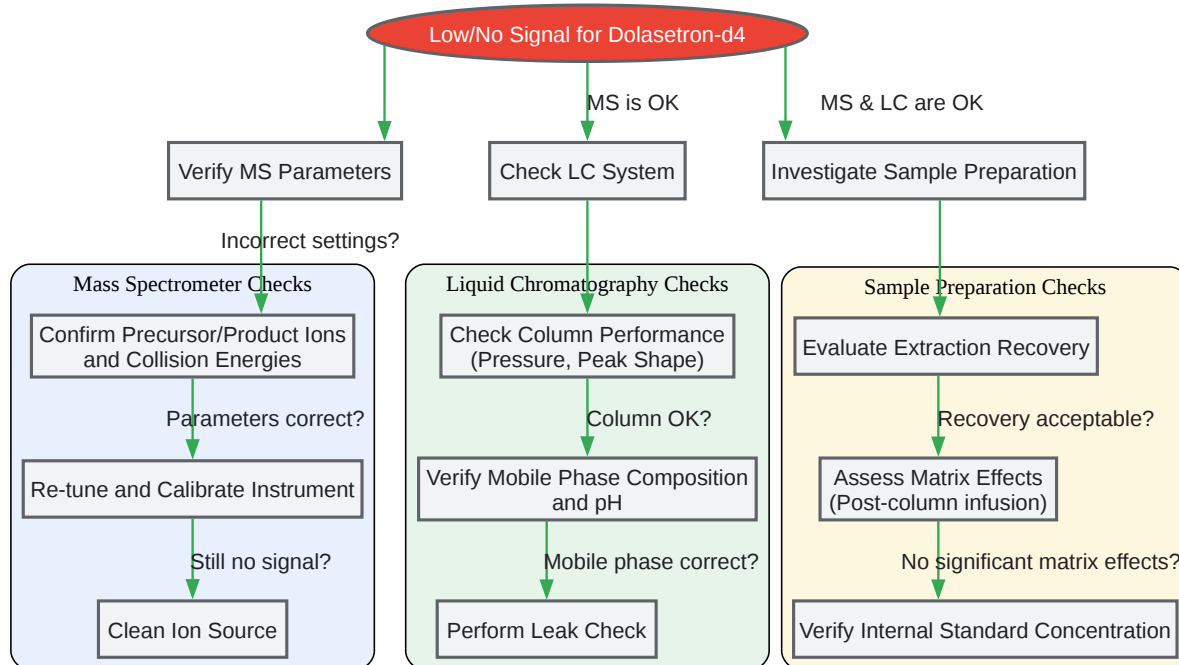 Low/No Signal for Dolasetron-d4
MS is OK
MS & LC are OK
Verify MS Parameters
Check LC System
Investigate Sample Preparation
Incorrect settings?
Mass Spectrometer Checks
Liquid Chromatography Checks
Sample Preparation Checks
Confirm Precursor/Product Ions
and Collision Energies
Check Column Performance
(Pressure, Peak Shape)
Evaluate Extraction Recovery
Parameters correct?
Column OK?
Recovery acceptable?
Re-tune and Calibrate Instrument
Verify Mobile Phase Composition
and pH
Assess Matrix Effects
(Post-column infusion)
Still no signal?
Mobile phase correct?
No significant matrix effects?
Clean Ion Source
Perform Leak Check
Verify Internal Standard Concentration